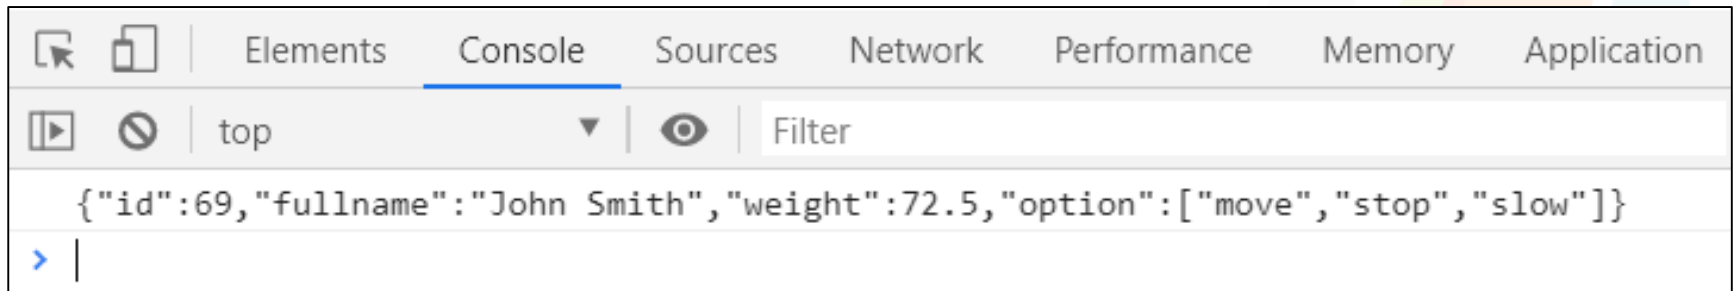 Elements Console Sources Network Performance Memory Application
top Filter
{"id":69,"fullname":"John Smith","weight":72.5,"option":["move","stop","slow"]}